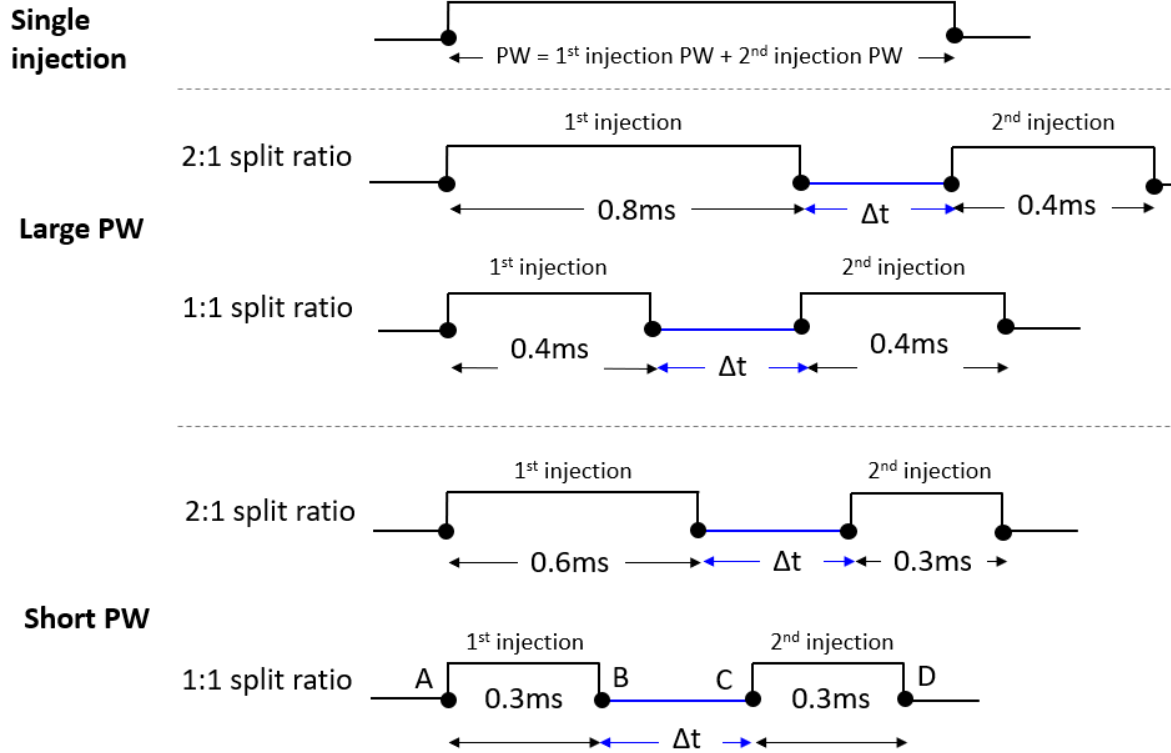 Single
injection
PW = 1st injection PW + 2nd injection PW
1st injection
2nd injection
2:1 split ratio
0.8ms
Δt
0.4ms
Large PW
1st injection
2nd injection
1:1 split ratio
0.4ms
Δt
0.4ms
1st injection
2nd injection
2:1 split ratio
0.6ms
Δt
0.3ms
Short PW
1st injection
2nd injection
1:1 split ratio
A
B
C
D
0.3ms
0.3ms
Δt